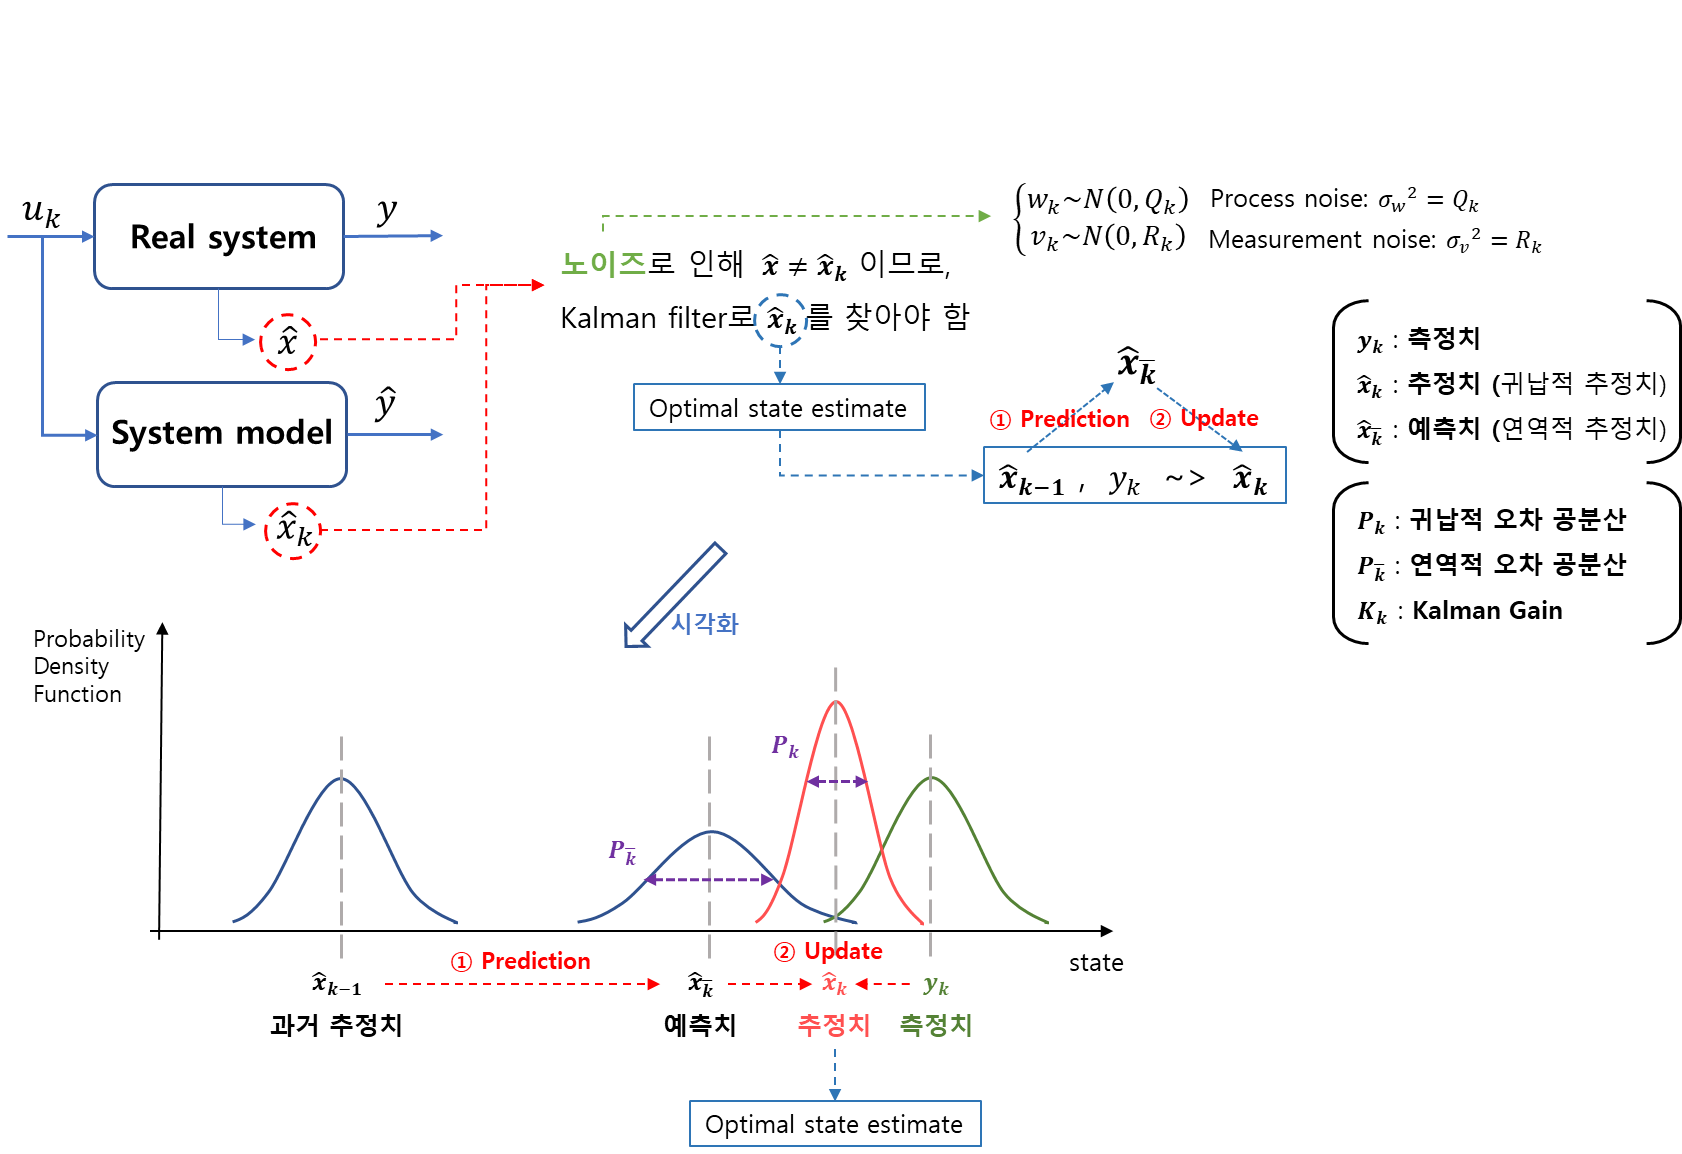 u_k
Real system
y
x̂
System model
ŷ
x̂_k
노이즈로 인해 x̂ ≠ x̂_k 이므로,
Kalman filter로 x̂_k 를 찾아야 함
w_k~N(0, Q_k) Process noise: σ_w² = Q_k
v_k~N(0, R_k) Measurement noise: σ_v² = R_k
Optimal state estimate
x̂_k̄
① Prediction ② Update
x̂_{k−1} , y_k ~> x̂_k
y_k : 측정치
x̂_k : 추정치 (귀납적 추정치)
x̂_k̄ : 예측치 (연역적 추정치)
P_k : 귀납적 오차 공분산
P_k̄ : 연역적 오차 공분산
K_k : Kalman Gain
시각화
Probability
Density
Function
P_k
P_k̄
① Prediction
② Update
state
x̂_{k−1} x̂_k̄ x̂_k y_k
과거 추정치 예측치 추정치 측정치
Optimal state estimate